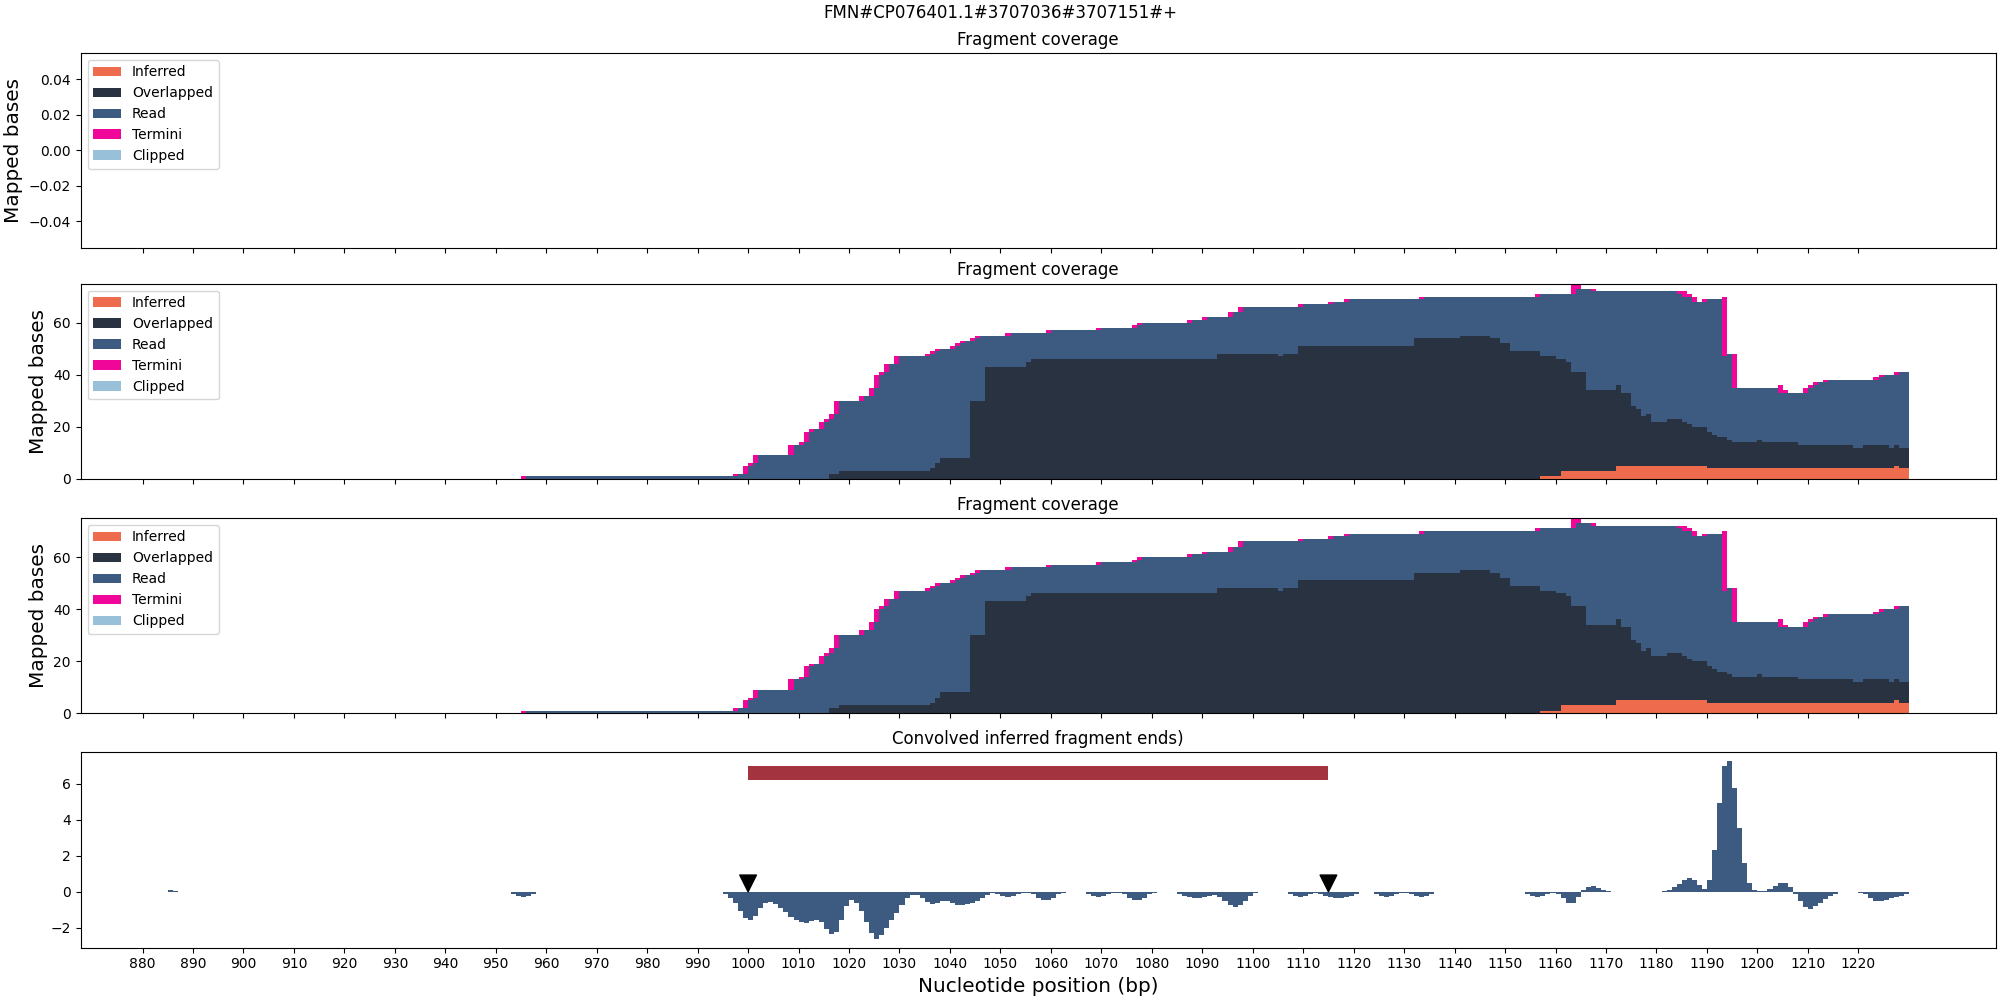 FMN#CP076401.1#3707036#3707151#+
Fragment coverage
Mapped bases
0.04
0.02
0.00
−0.02
−0.04
Inferred
Overlapped
Read
Termini
Clipped
Fragment coverage
Mapped bases
60
40
20
0
Inferred
Overlapped
Read
Termini
Clipped
Fragment coverage
Mapped bases
60
40
20
0
Inferred
Overlapped
Read
Termini
Clipped
Convolved inferred fragment ends)
6
4
2
0
−2
880 890 900 910 920 930 940 950 960 970 980 990 1000 1010 1020 1030 1040 1050 1060 1070 1080 1090 1100 1110 1120 1130 1140 1150 1160 1170 1180 1190 1200 1210 1220
Nucleotide position (bp)